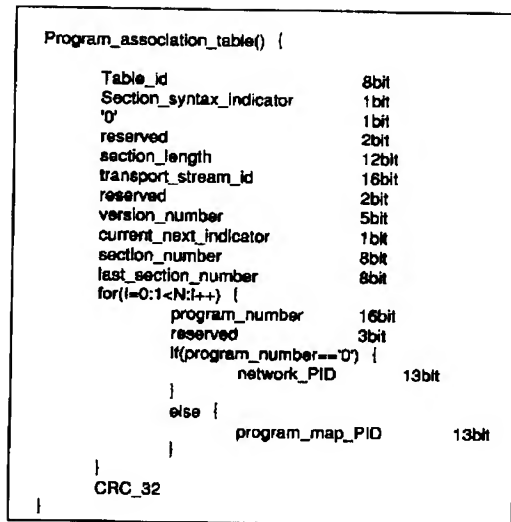 Program_association_table() {
Table_id 8bit
Section_syntax_indicator 1bit
'0' 1bit
reserved 2bit
section_length 12bit
transport_stream_id 16bit
reserved 2bit
version_number 5bit
current_next_indicator 1bit
section_number 8bit
last_section_number 8bit
for(i=0:1<N:i++) {
program_number 16bit
reserved 3bit
if(program_number=='0') {
network_PID 13bit
}
else {
program_map_PID 13bit
}
}
CRC_32
}